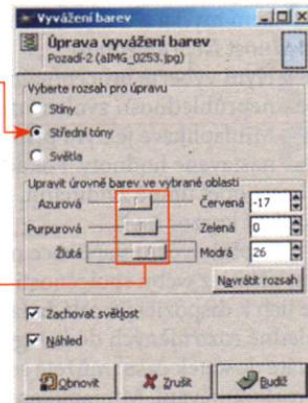 Vyvážení barev
Úprava vyvážení barev
Pozadí-2 (aIMG_0253.jpg)
Vyberte rozsah pro úpravu
Stíny
Střední tóny
Světla
Upravit úrovně barev ve vybrané oblasti
Azurová Červená -17
Purpurová Zelená 0
Žlutá Modrá 26
Navrátit rozsah
Zachovat světlost
Náhled
Obnovit Zrušit Budiž